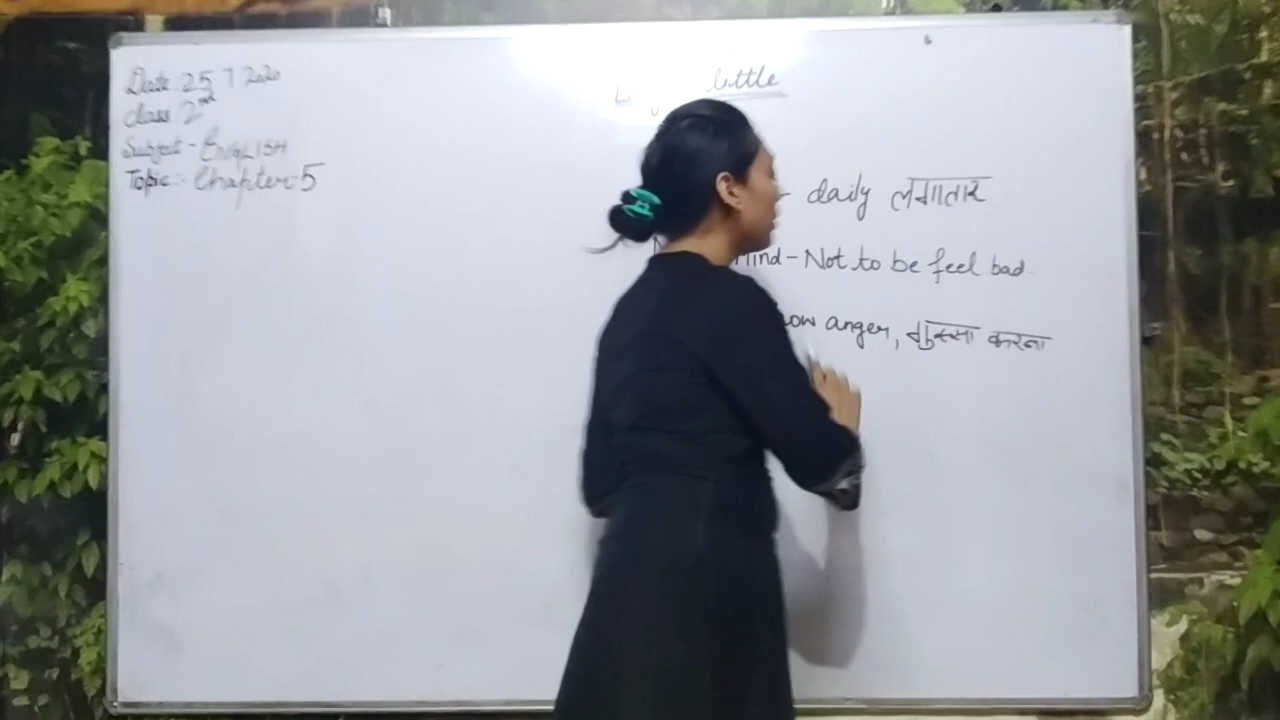 Date 25 7 2020
Class 2nd
Subject - ENGLISH
Topic :- Chapter-5
little
- daily लगातार
Mind - Not to be feel bad.
anger, गुस्सा करना